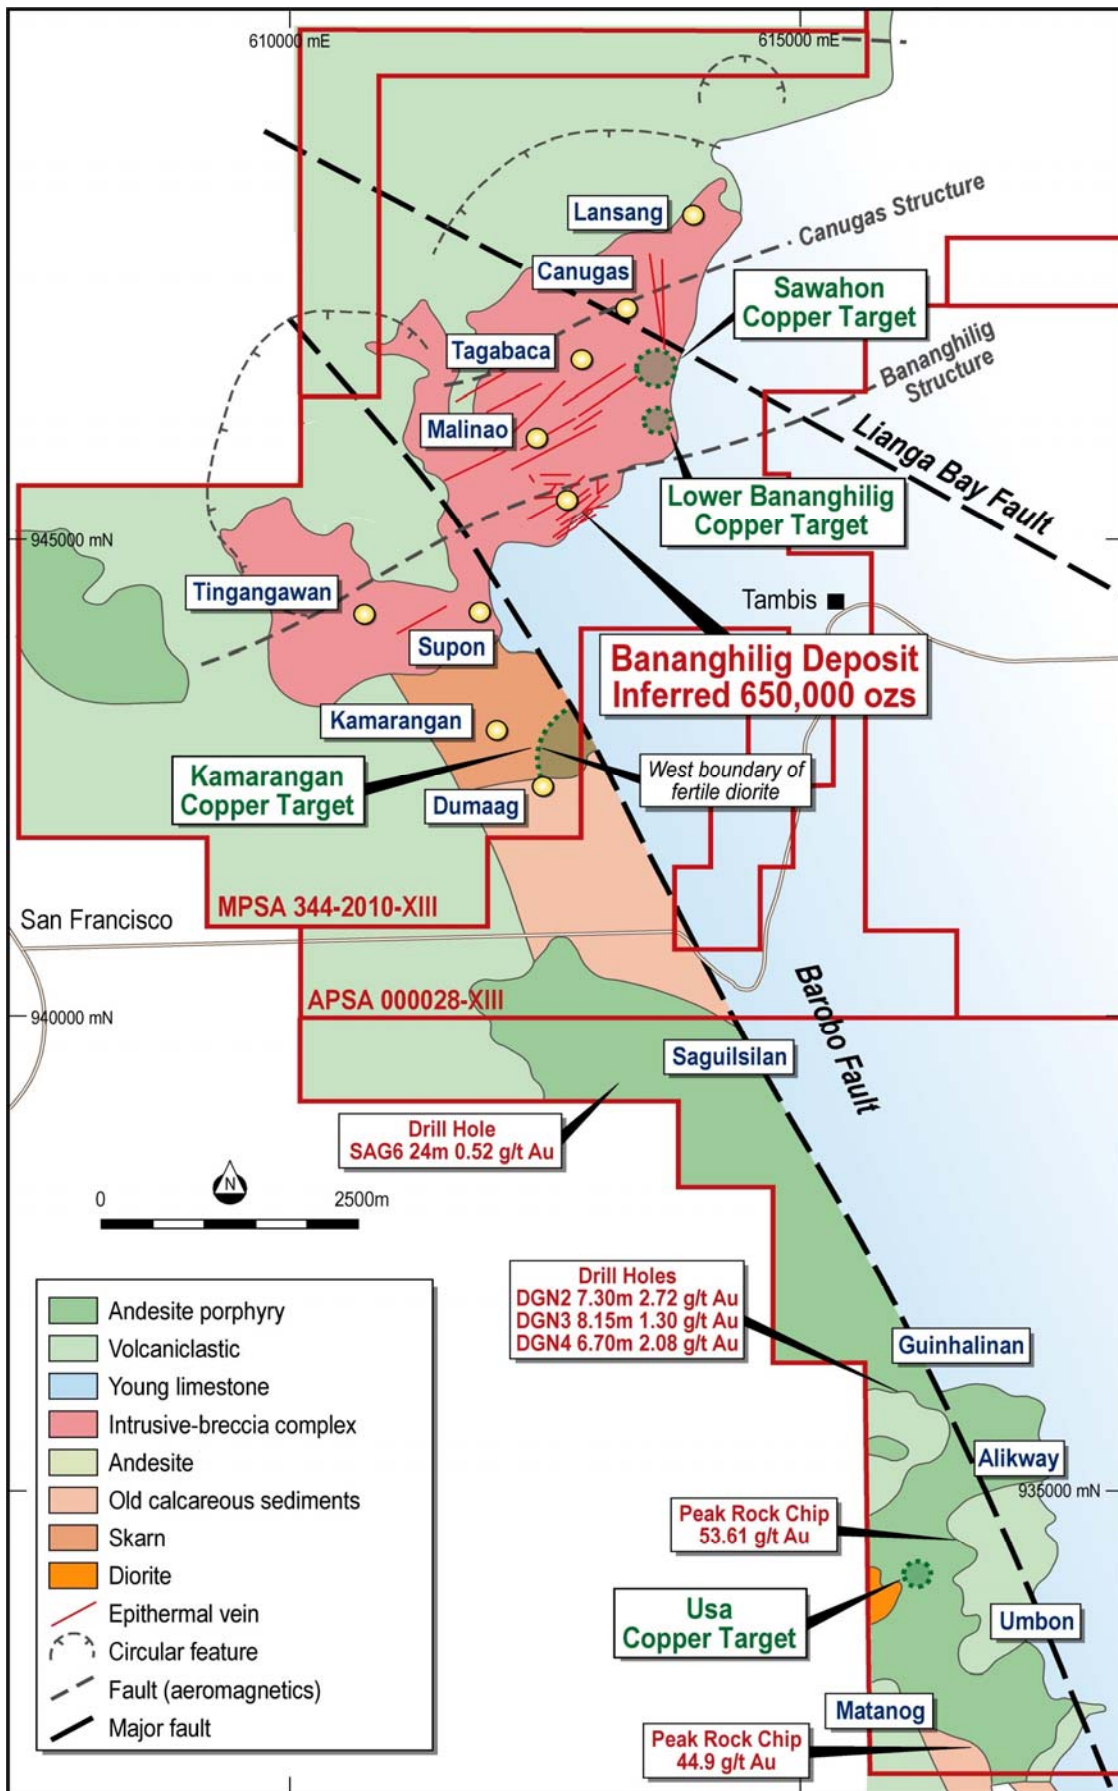 610000 mE
615000 mE
Lansang
Canugas Structure
Canugas
Sawahon
Copper Target
Tagabaca
Bananghilig
Structure
Malinao
Lianga Bay Fault
Lower Bananghilig
Copper Target
945000 mN
Tingangawan
Tambis
Supon
Bananghilig Deposit
Inferred 650,000 ozs
Kamarangan
Kamarangan
Copper Target
West boundary of
fertile diorite
Dumaag
MPSA 344-2010-XIII
San Francisco
APSA 000028-XIII
940000 mN
Barobo Fault
Saguilsilan
Drill Hole
SAG6 24m 0.52 g/t Au
N
0
2500m
Drill Holes
DGN2 7.30m 2.72 g/t Au
DGN3 8.15m 1.30 g/t Au
DGN4 6.70m 2.08 g/t Au
Guinhalinan
Alikway
935000 mN
Peak Rock Chip
53.61 g/t Au
Usa
Copper Target
Umbon
Matanog
Peak Rock Chip
44.9 g/t Au
Andesite porphyry
Volcaniclastic
Young limestone
Intrusive-breccia complex
Andesite
Old calcareous sediments
Skarn
Diorite
Epithermal vein
Circular feature
Fault (aeromagnetics)
Major fault